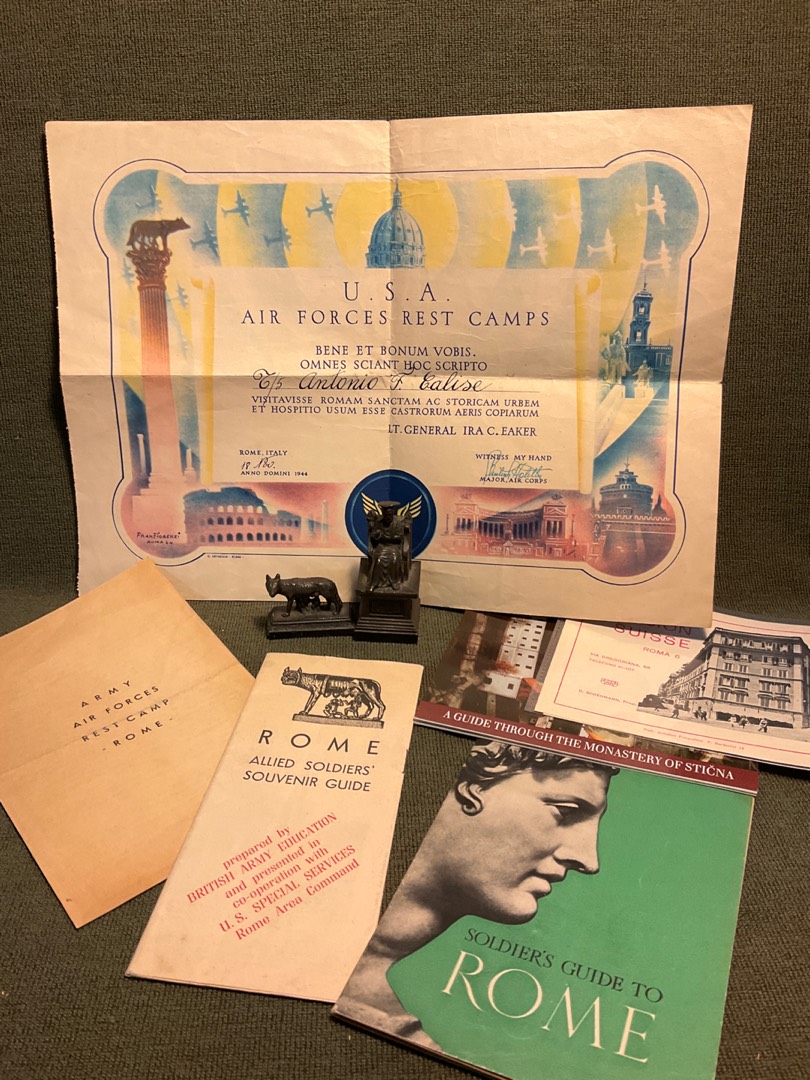 U.S.A.
AIR FORCES REST CAMPS
BENE ET BONUM VOBIS.
OMNES SCIANT HOC SCRIPTO
T/5 Antonio F. Calise
VISITAVISSE ROMAM SANCTAM AC STORICAM URBEM
ET HOSPITIO USUM ESSE CASTRORUM AERIS COPIARUM
LT. GENERAL IRA C. EAKER
ROME, ITALY
WITNESS MY HAND
ANNO DOMINI 1944
MAJOR, AIR CORPS
ROMA
ARMY
AIR FORCES
REST CAMP
- ROME -
ROME
ALLIED SOLDIERS'
SOUVENIR GUIDE
prepared by
BRITISH ARMY EDUCATION
and presented in
co-operation with
U.S. SPECIAL SERVICES
Rome Area Command
SUISSE
ROMA
A GUIDE THROUGH THE MONASTERY OF STIČNA
SOLDIER'S GUIDE TO
ROME